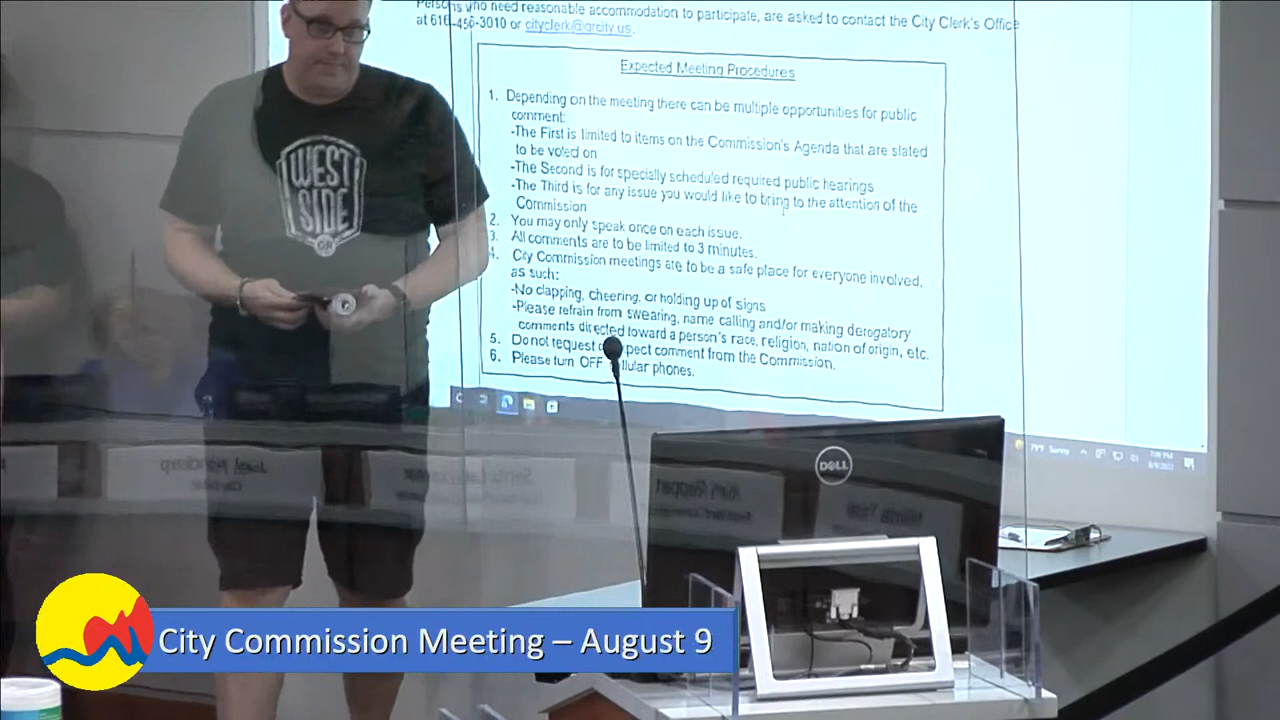 Persons who need reasonable accommodation to participate, are asked to contact the City Clerk's Office
at 616-456-3010 or cityclerk@grcity.us.
Expected Meeting Procedures
1. Depending on the meeting there can be multiple opportunities for public
comment:
-The First is limited to items on the Commission's Agenda that are slated
to be voted on
-The Second is for specially scheduled required public hearings
-The Third is for any issue you would like to bring to the attention of the
Commission
2. You may only speak once on each issue.
3. All comments are to be limited to 3 minutes.
4. City Commission meetings are to be a safe place for everyone involved,
as such:
-No clapping, cheering, or holding up of signs
-Please refrain from swearing, name calling and/or making derogatory
comments directed toward a person's race, religion, nation of origin, etc.
5. Do not request pect comment from the Commission.
6. Please turn OFF llular phones.
WEST
SIDE
GR
79°F Sunny
DELL
City Commission Meeting – August 9